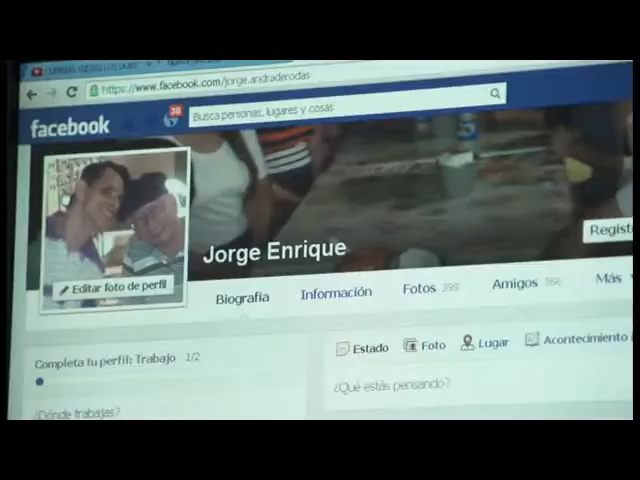 https://www.facebook.com/jorge.andraderodas
facebook
38
Busca personas, lugares y cosas
Jorge Enrique
Regist
Editar foto de perfil
Biografía
Información
Fotos 399
Amigos
Más
Completa tu perfil: Trabajo 1/2
Estado
Foto
Lugar
Acontecimiento i
¿Qué estás pensando?
¿Dónde trabajas?